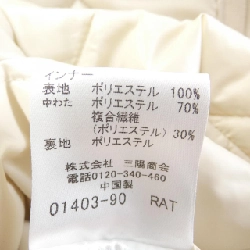 インナー
表地 ポリエステル 100%
中わた ポリエステル 70%
複合繊維
(ポリエステル) 30%
裏地 ポリエステル
株式会社 三陽商会
電話0120-340-460
中国製
01403-90 RAT